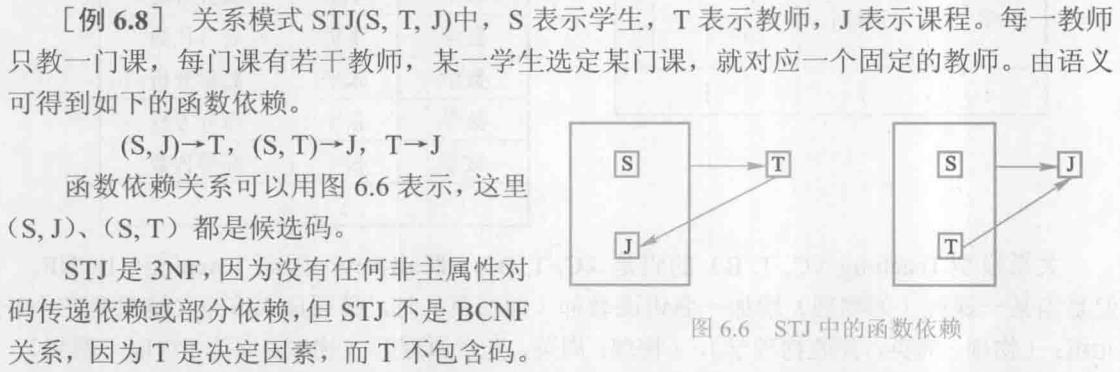 [例 6.8] 关系模式 STJ(S, T, J)中，S 表示学生，T 表示教师，J 表示课程。每一教师
只教一门课，每门课有若干教师，某一学生选定某门课，就对应一个固定的教师。由语义
可得到如下的函数依赖。
(S, J)→T，(S, T)→J，T→J
函数依赖关系可以用图 6.6 表示，这里
(S, J)、(S, T) 都是候选码。
STJ 是 3NF，因为没有任何非主属性对
码传递依赖或部分依赖，但 STJ 不是 BCNF
关系，因为 T 是决定因素，而 T 不包含码。
S
T
J
S
J
T
图 6.6 STJ 中的函数依赖